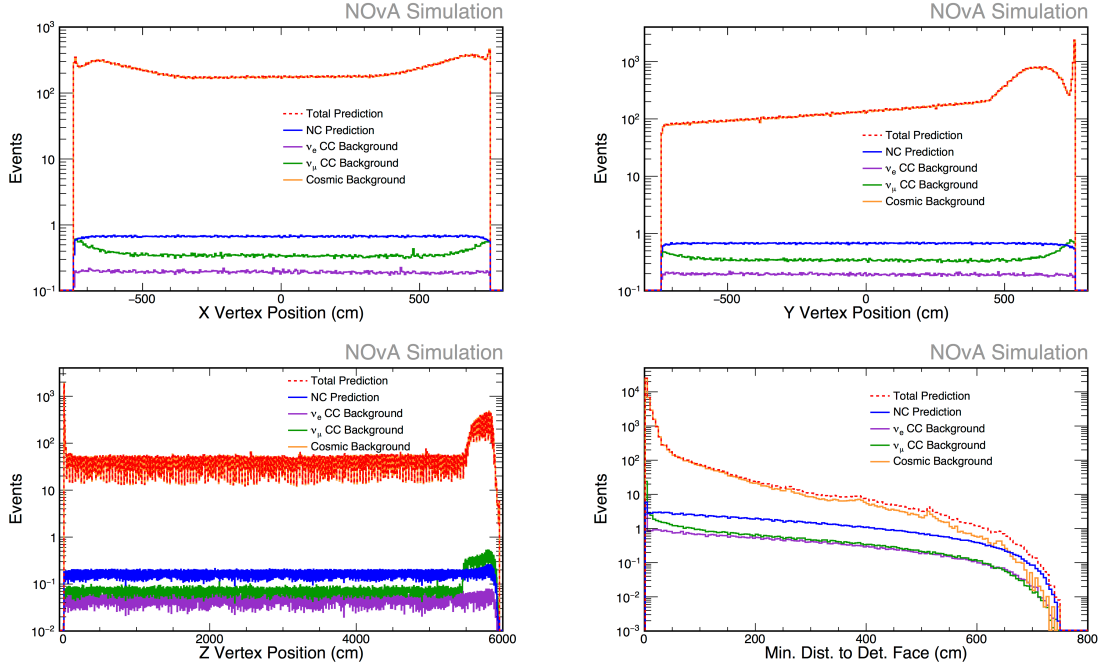 NOvA Simulation
10³
10²
10
1
10⁻¹
Events
Total Prediction
NC Prediction
νe CC Background
νμ CC Background
Cosmic Background
−500 0 500
X Vertex Position (cm)
NOvA Simulation
10³
10²
10
1
10⁻¹
Events
Total Prediction
NC Prediction
νe CC Background
νμ CC Background
Cosmic Background
−500 0 500
Y Vertex Position (cm)
NOvA Simulation
10³
10²
10
1
10⁻¹
10⁻²
Events
Total Prediction
NC Prediction
νe CC Background
νμ CC Background
Cosmic Background
0 2000 4000 6000
Z Vertex Position (cm)
NOvA Simulation
10⁴
10³
10²
10
1
10⁻¹
10⁻²
10⁻³
Events
Total Prediction
NC Prediction
νe CC Background
νμ CC Background
Cosmic Background
0 200 400 600 800
Min. Dist. to Det. Face (cm)